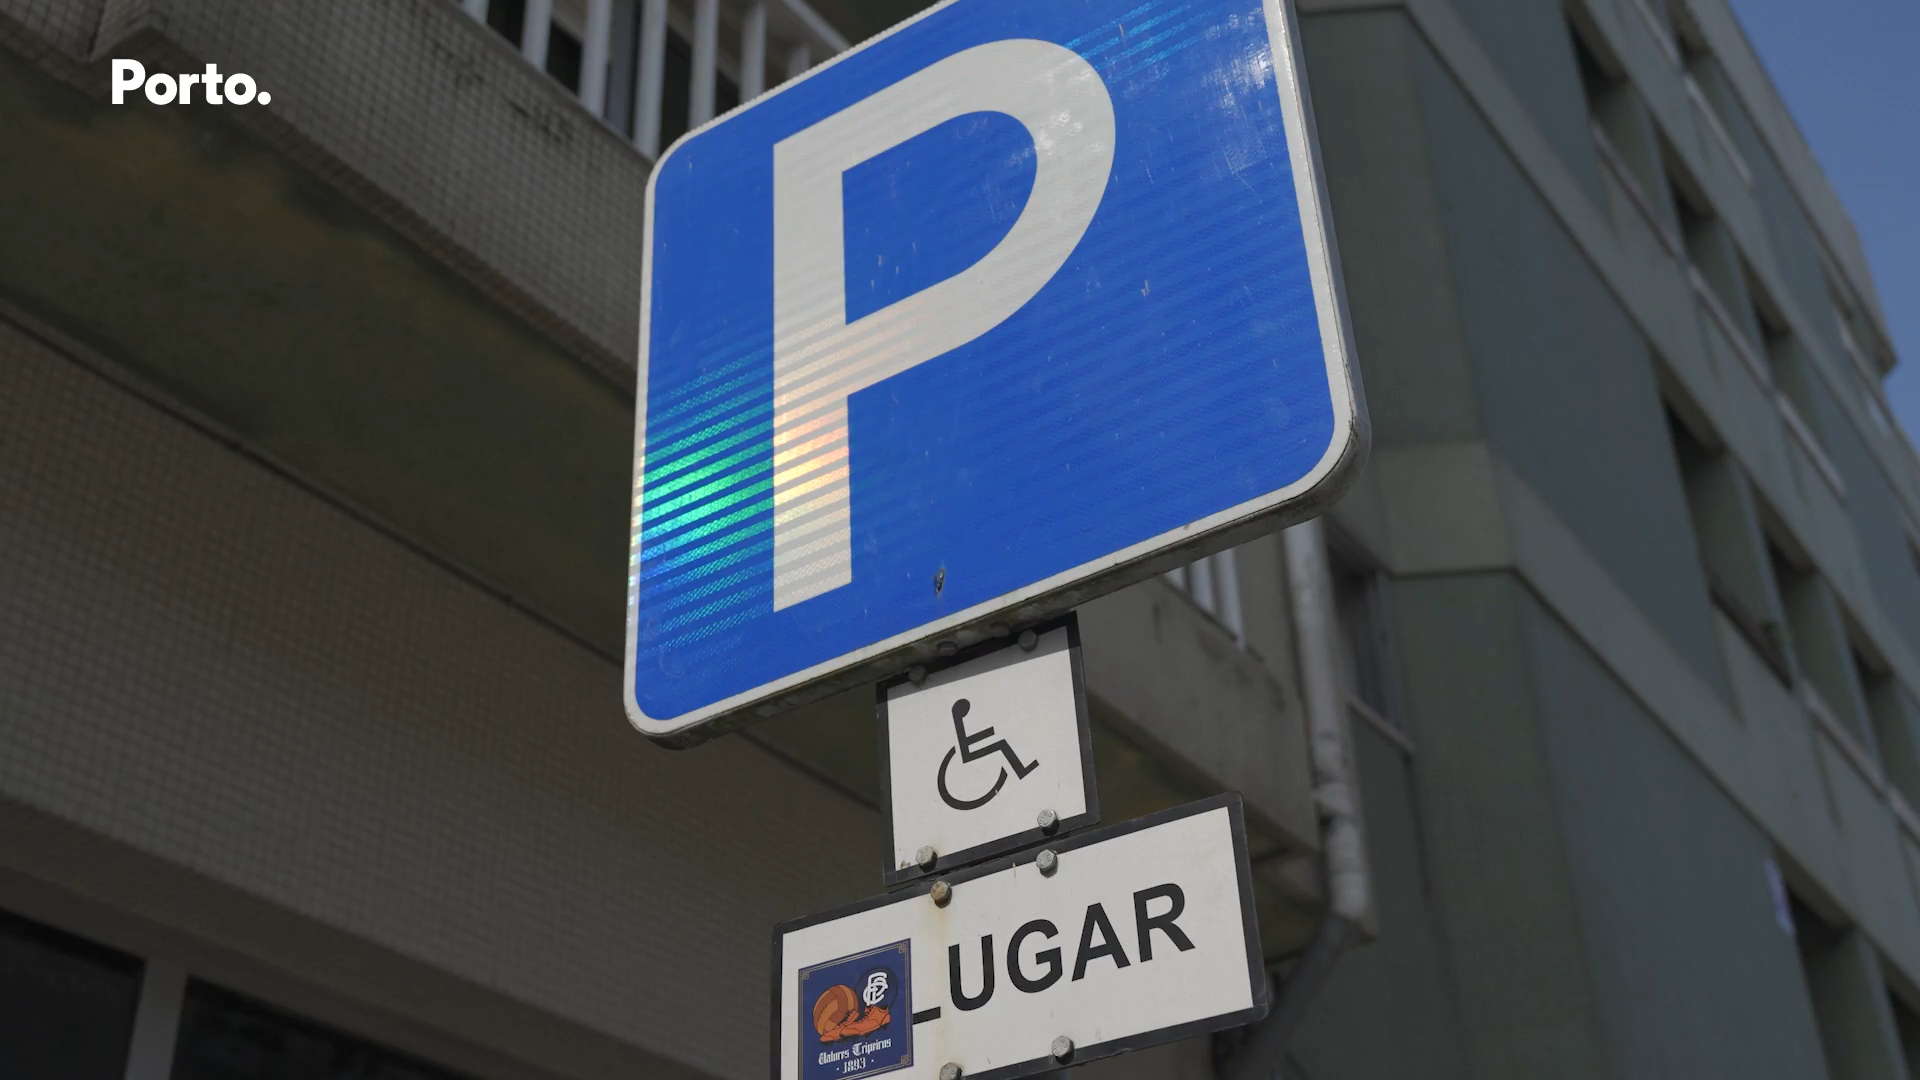 Porto.
P
LUGAR
Valores Tripeiros
· 1893 ·